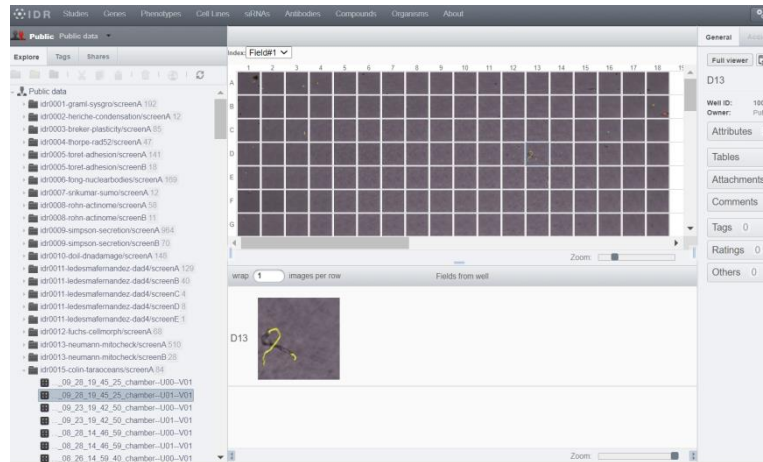 IDR Studies Genes Phenotypes Cell Lines siRNAs Antibodies Compounds Organisms About
Public Public data
Explore Tags Shares
Public data
idr0001-graml-sysgro/screenA 192
idr0002-heriche-condensation/screenA 12
idr0003-breker-plasticity/screenA 85
idr0004-thorpe-rad52/screenA 47
idr0005-toret-adhesion/screenA 141
idr0005-toret-adhesion/screenB 18
idr0006-fong-nuclearbodies/screenA 169
idr0007-srikumar-sumo/screenA 12
idr0008-rohn-actinome/screenA 58
idr0008-rohn-actinome/screenB 11
idr0009-simpson-secretion/screenA 964
idr0009-simpson-secretion/screenB 70
idr0010-doil-dnadamage/screenA 148
idr0011-ledesmafernandez-dad4/screenA 129
idr0011-ledesmafernandez-dad4/screenB 40
idr0011-ledesmafernandez-dad4/screenC 4
idr0011-ledesmafernandez-dad4/screenD 8
idr0011-ledesmafernandez-dad4/screenE 1
idr0012-fuchs-cellmorph/screenA 68
idr0013-neumann-mitocheck/screenA 510
idr0013-neumann-mitocheck/screenB 28
idr0015-colin-taraoceans/screenA 84
..._09_28_19_45_25_chamber--U00--V01
..._09_28_19_45_25_chamber--U01--V01
..._09_23_19_42_50_chamber--U00--V01
..._09_23_19_42_50_chamber--U01--V01
..._08_28_14_46_59_chamber--U00--V01
..._08_28_14_46_59_chamber--U01--V01
..._08_26_14_59_40_chamber--U00--V01
Index: Field#1
1 2 3 4 5 6 7 8 9 10 11 12 13 14 15 16 17 18
A
B
C
D
E
F
G
Zoom:
wrap 1 images per row Fields from well
D13
Zoom:
General
Full viewer
D13
Well ID:
Owner:
Attributes
Tables
Attachments
Comments
Tags 0
Ratings 0
Others 0